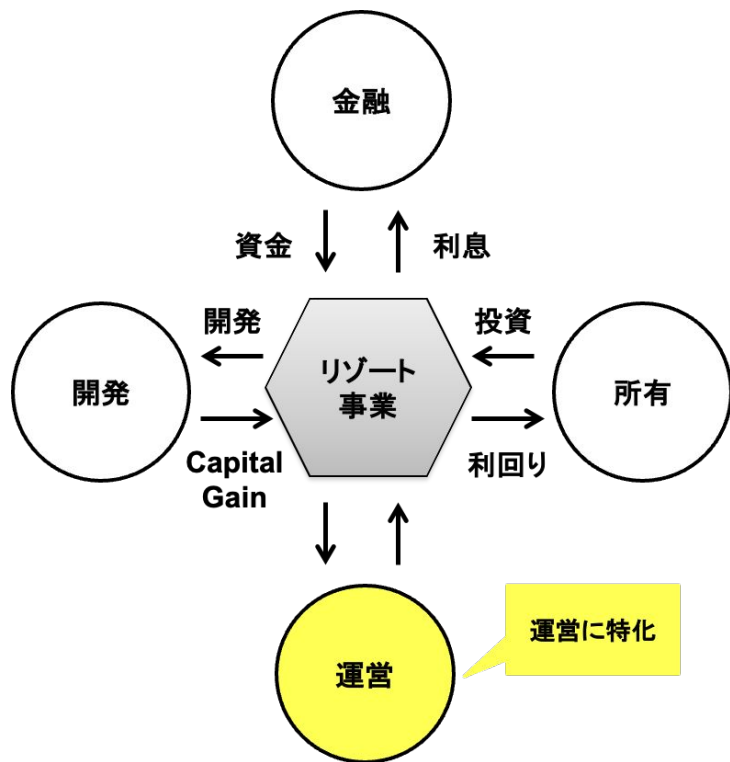 金融
資金
利息
開発
投資
開発
リゾート
事業
所有
Capital
Gain
利回り
運営に特化
運営